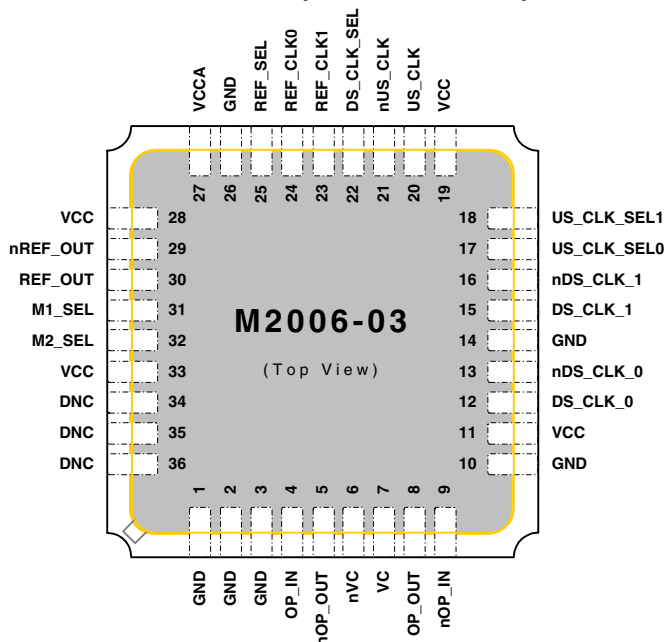 VCCA
GND
REF_SEL
REF_CLK0
REF_CLK1
DS_CLK_SEL
nUS_CLK
US_CLK
VCC
27
26
25
24
23
22
21
20
19
VCC 28
nREF_OUT 29
REF_OUT 30
M1_SEL 31
M2_SEL 32
VCC 33
DNC 34
DNC 35
DNC 36
M2006-03
(Top View)
18 US_CLK_SEL1
17 US_CLK_SEL0
16 nDS_CLK_1
15 DS_CLK_1
14 GND
13 nDS_CLK_0
12 DS_CLK_0
11 VCC
10 GND
1
2
3
4
5
6
7
8
9
GND
GND
GND
OP_IN
nOP_OUT
nVC
VC
OP_OUT
nOP_IN